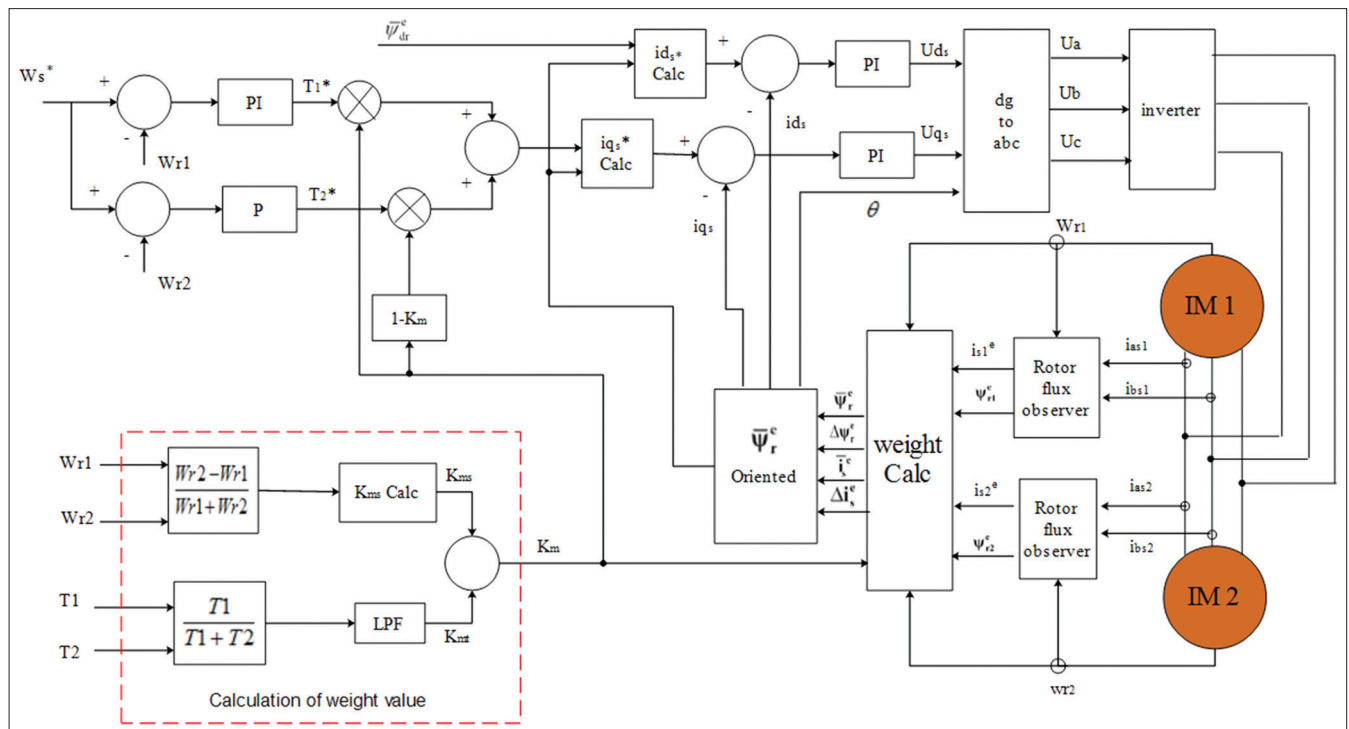 ψ̄ᵉdr
Ws*
+
-
Wr1
PI
T1*
+
-
Wr2
P
T2*
+
+
1-Km
ids*
Calc
iqs*
Calc
+
-
ids
+
-
iqs
PI
Uds
PI
Uqs
θ
dg
to
abc
Ua
Ub
Uc
inverter
Wr1
IM 1
IM 2
ias1
ibs1
Rotor
flux
observer
is1ᵉ
ψᵉr1
ias2
ibs2
Rotor
flux
observer
is2ᵉ
ψᵉr2
wr2
weight
Calc
ψ̄ᵉr
Δψᵉr
īᵉs
Δiᵉs
ψ̄ᵉr
Oriented
Wr1
Wr2
Wr2-Wr1
Wr1+Wr2
Kms Calc
Kms
Km
T1
T2
T1
T1+T2
LPF
Kmt
Calculation of weight value